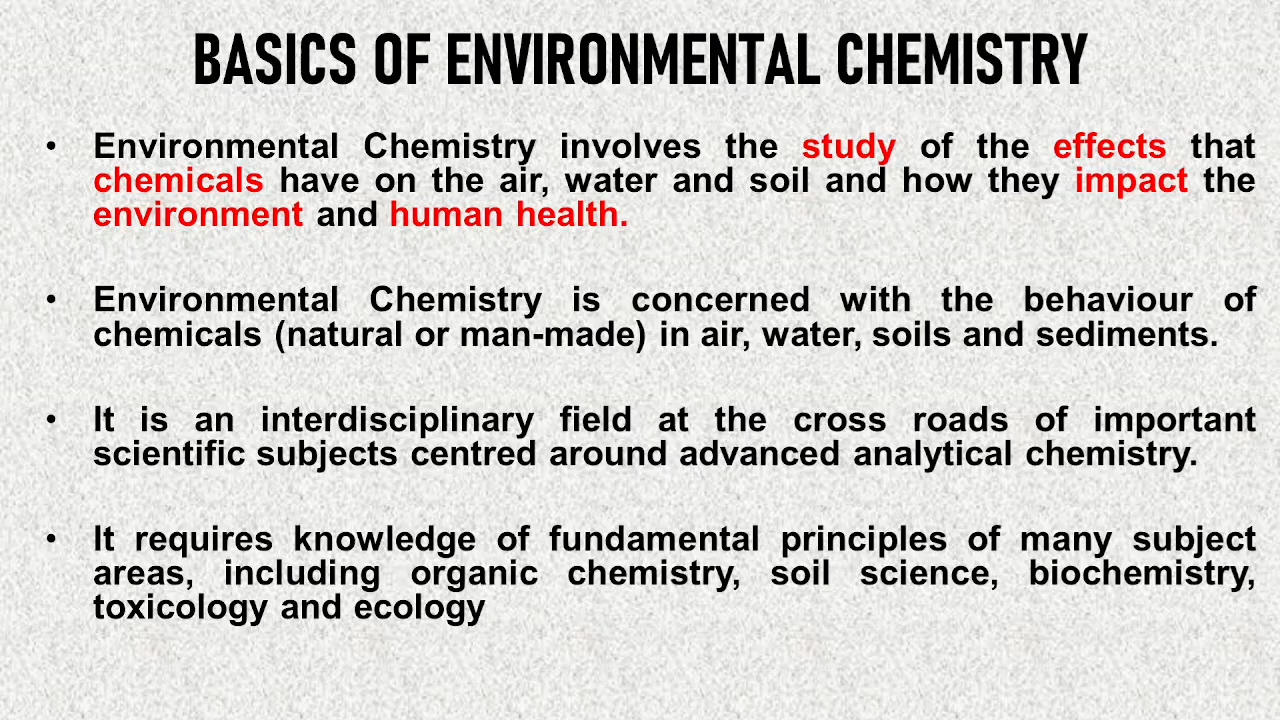 BASICS OF ENVIRONMENTAL CHEMISTRY
• Environmental Chemistry involves the study of the effects that
chemicals have on the air, water and soil and how they impact the
environment and human health.
• Environmental Chemistry is concerned with the behaviour of
chemicals (natural or man-made) in air, water, soils and sediments.
• It is an interdisciplinary field at the cross roads of important
scientific subjects centred around advanced analytical chemistry.
• It requires knowledge of fundamental principles of many subject
areas, including organic chemistry, soil science, biochemistry,
toxicology and ecology